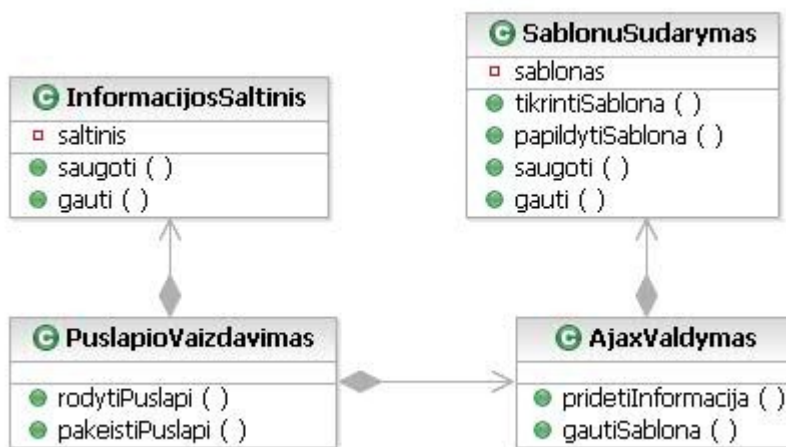 SablonuSudarymas
sablonas
tikrintiSablona ( )
papildytiSablona ( )
saugoti ( )
gauti ( )
InformacijosSaltinis
saltinis
saugoti ( )
gauti ( )
PuslapioVaizdavimas
rodytiPuslapi ( )
pakeistiPuslapi ( )
AjaxValdymas
pridetiInformacija ( )
gautiSablona ( )